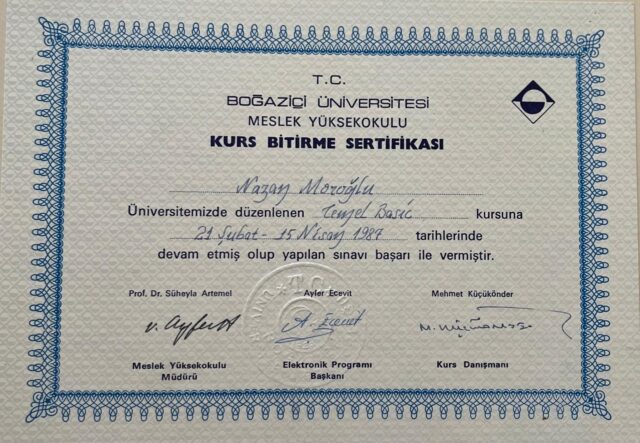 T.C.
BOĞAZİÇİ ÜNİVERSİTESİ
MESLEK YÜKSEKOKULU
KURS BİTİRME SERTİFİKASI
Nazan Moroğlu
Üniversitemizde düzenlenen Temel Basic kursuna
21 Şubat - 15 Nisan 1987 tarihlerinde
devam etmiş olup yapılan sınavı başarı ile vermiştir.
Prof. Dr. Süheyla Artemel Ayfer Ecevit Mehmet Küçükönder
A. Ecevit
Meslek Yüksekokulu Elektronik Programı Kurs Danışmanı
Müdürü Başkanı